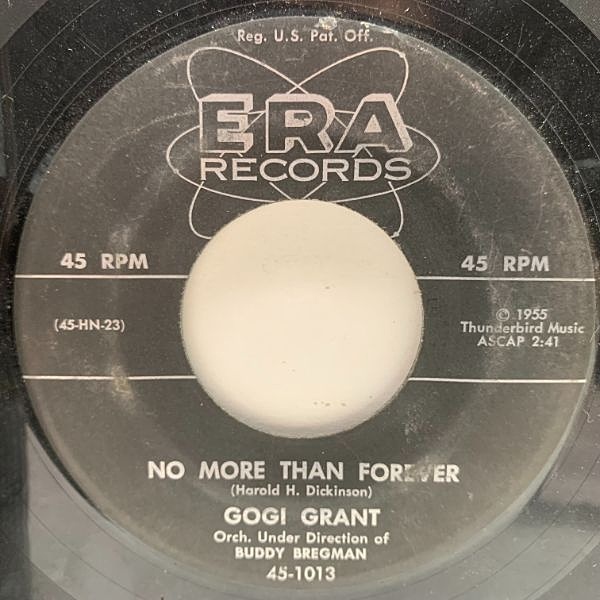 Reg. U.S. Pat. Off.
ERA
RECORDS
45 RPM
45 RPM
(45-HN-23)
© 1955
Thunderbird Music
ASCAP 2:41
NO MORE THAN FOREVER
(Harold H. Dickinson)
GOGI GRANT
Orch. Under Direction of
BUDDY BREGMAN
45-1013